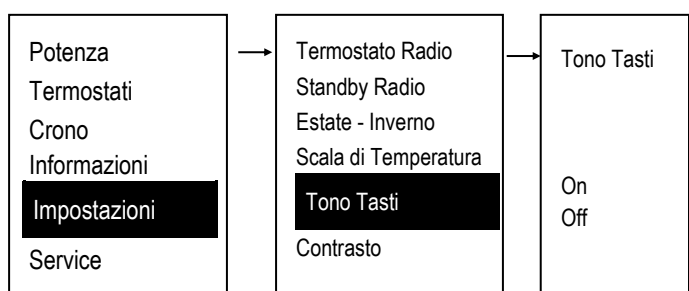 Potenza
Termostati
Crono
Informazioni
Impostazioni
Service
Termostato Radio
Standby Radio
Estate - Inverno
Scala di Temperatura
Tono Tasti
Contrasto
Tono Tasti
On
Off